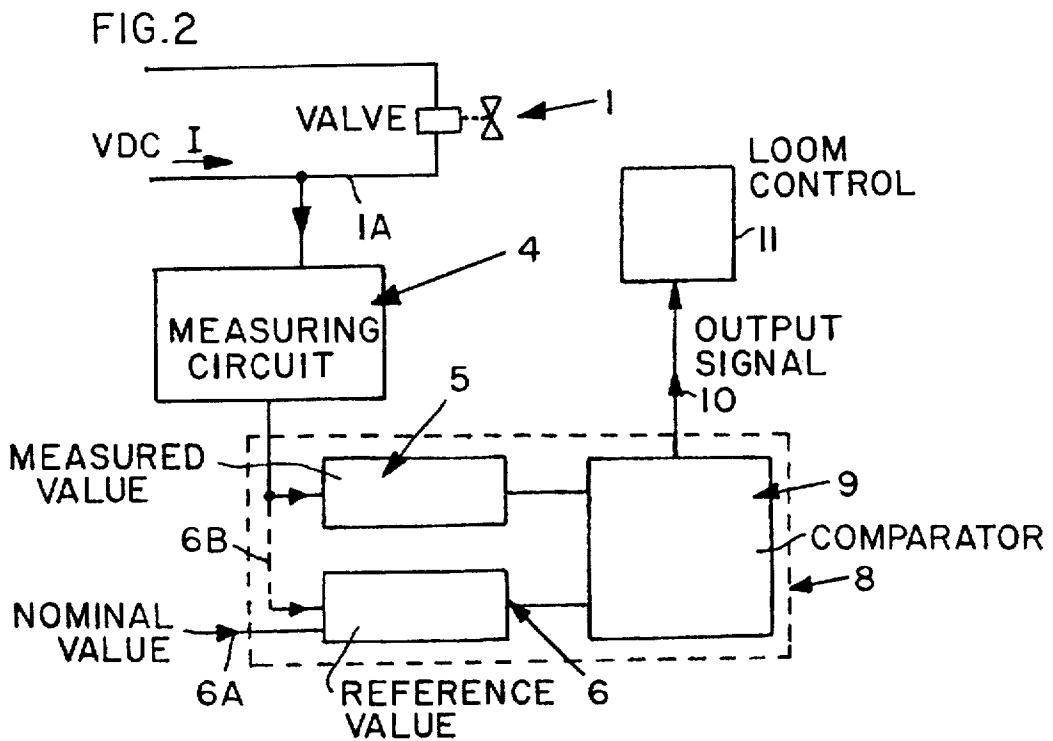 FIG.2
VALVE
1
VDC I
1A
LOOM
CONTROL
11
4
MEASURING
CIRCUIT
OUTPUT
SIGNAL
10
5
MEASURED
VALUE
9
6B
COMPARATOR
8
NOMINAL
VALUE
6A
REFERENCE
VALUE
6